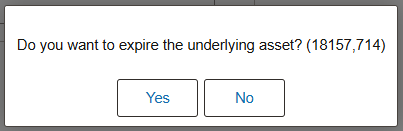 Do you want to expire the underlying asset? (18157,714)
Yes
No